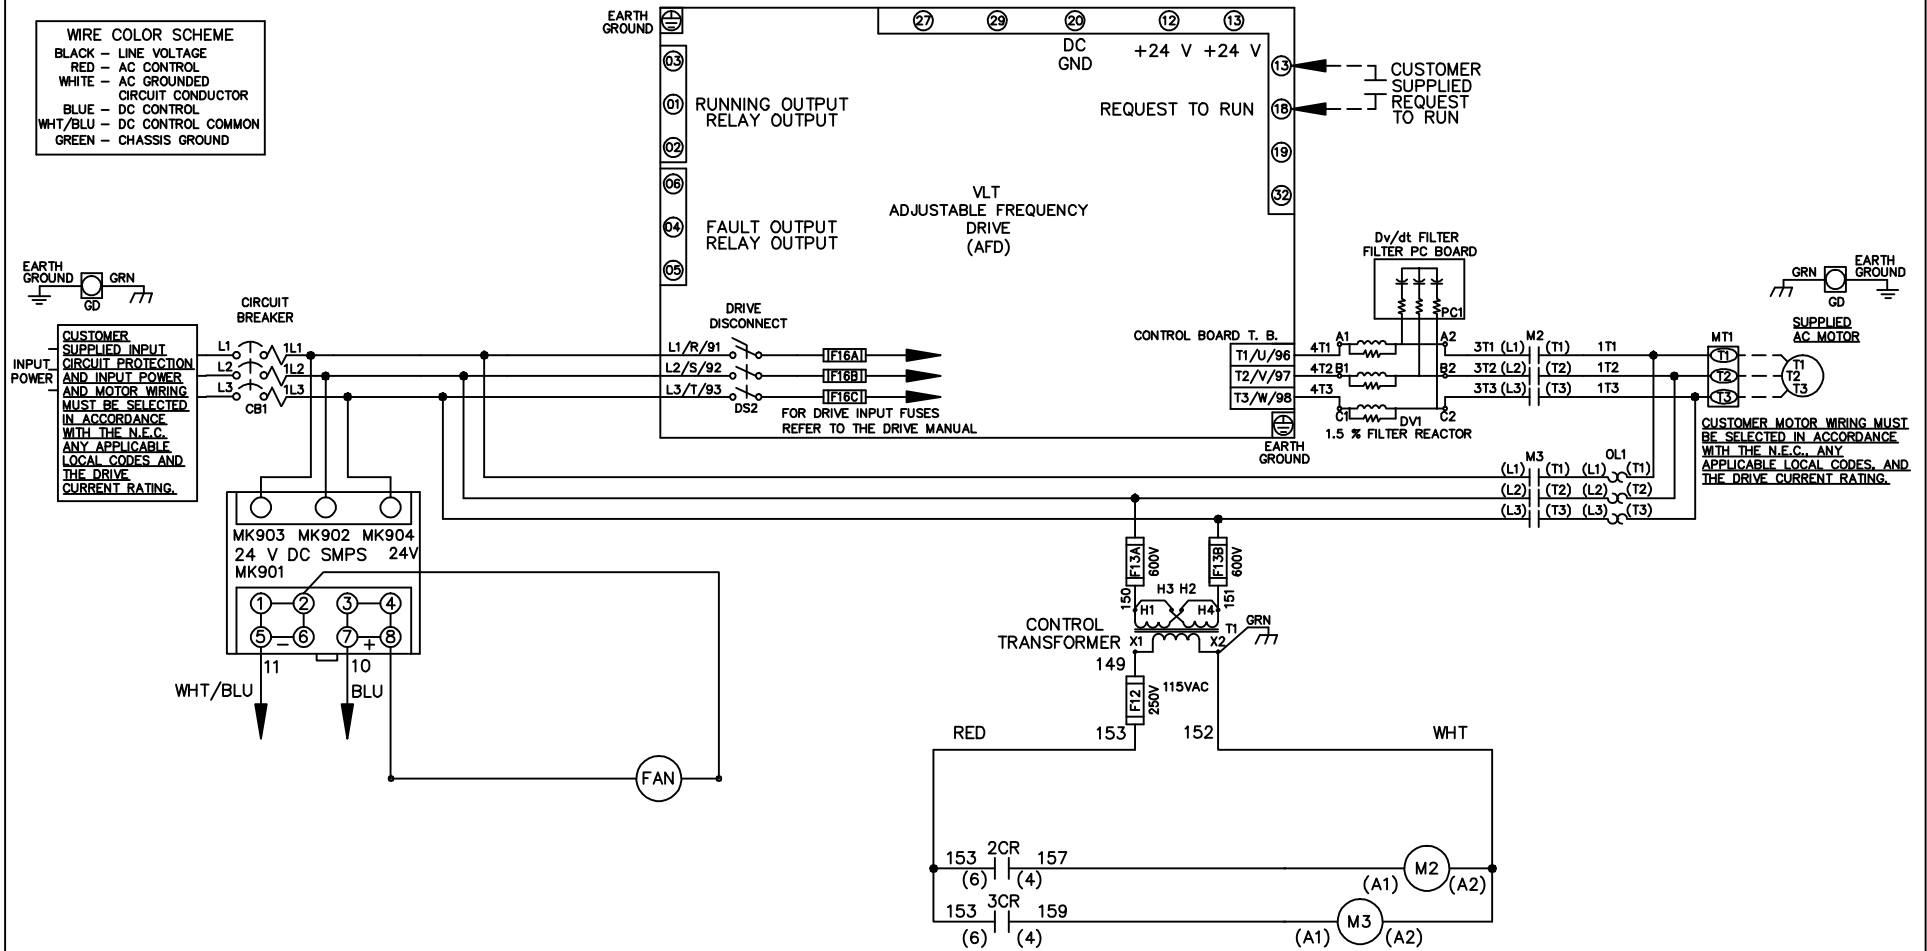 WIRE COLOR SCHEME
BLACK – LINE VOLTAGE
RED – AC CONTROL
WHITE – AC GROUNDED
CIRCUIT CONDUCTOR
BLUE – DC CONTROL
WHT/BLU – DC CONTROL COMMON
GREEN – CHASSIS GROUND
EARTH
GROUND
27
29
20
12
13
DC
GND
+24 V
+24 V
03
01
02
RUNNING OUTPUT
RELAY OUTPUT
06
04
05
FAULT OUTPUT
RELAY OUTPUT
REQUEST TO RUN
13
18
19
32
CUSTOMER
SUPPLIED
REQUEST
TO RUN
VLT
ADJUSTABLE FREQUENCY
DRIVE
(AFD)
EARTH
GROUND
GRN
GD
INPUT
POWER
CUSTOMER
SUPPLIED INPUT
CIRCUIT PROTECTION
AND INPUT POWER
AND MOTOR WIRING
MUST BE SELECTED
IN ACCORDANCE
WITH THE N.E.C.
ANY APPLICABLE
LOCAL CODES AND
THE DRIVE
CURRENT RATING.
CIRCUIT
BREAKER
L1
L2
L3
1L1
1L2
1L3
CB1
DRIVE
DISCONNECT
L1/R/91
L2/S/92
L3/T/93
DS2
F16A
F16B
F16C
FOR DRIVE INPUT FUSES
REFER TO THE DRIVE MANUAL
CONTROL BOARD T. B.
T1/U/96
T2/V/97
T3/W/98
EARTH
GROUND
4T1
4T2
4T3
A1
B1
C1
A2
B2
C2
DV1
1.5 % FILTER REACTOR
Dv/dt FILTER
FILTER PC BOARD
PC1
M2
3T1 (L1) (T1) 1T1
3T2 (L2) (T2) 1T2
3T3 (L3) (T3) 1T3
MT1
T1
T2
T3
GRN
GD
EARTH
GROUND
SUPPLIED
AC MOTOR
T1
T2
T3
CUSTOMER MOTOR WIRING MUST
BE SELECTED IN ACCORDANCE
WITH THE N.E.C., ANY
APPLICABLE LOCAL CODES, AND
THE DRIVE CURRENT RATING.
M3
OL1
(L1) (T1) (L1) (T1)
(L2) (T2) (L2) (T2)
(L3) (T3) (L3) (T3)
MK903 MK902 MK904
24 V DC SMPS 24V
MK901
1
2
3
4
5
–
6
7
+
8
11
10
WHT/BLU
BLU
FAN
F13A
600V
F13B
600V
150
151
H3 H2
H1
H4
CONTROL
TRANSFORMER
X1
X2
T1
GRN
149
F12
250V
115VAC
153
152
RED
WHT
153
2CR
157
(6)
(4)
M2
(A1)
(A2)
153
3CR
159
(6)
(4)
M3
(A1)
(A2)